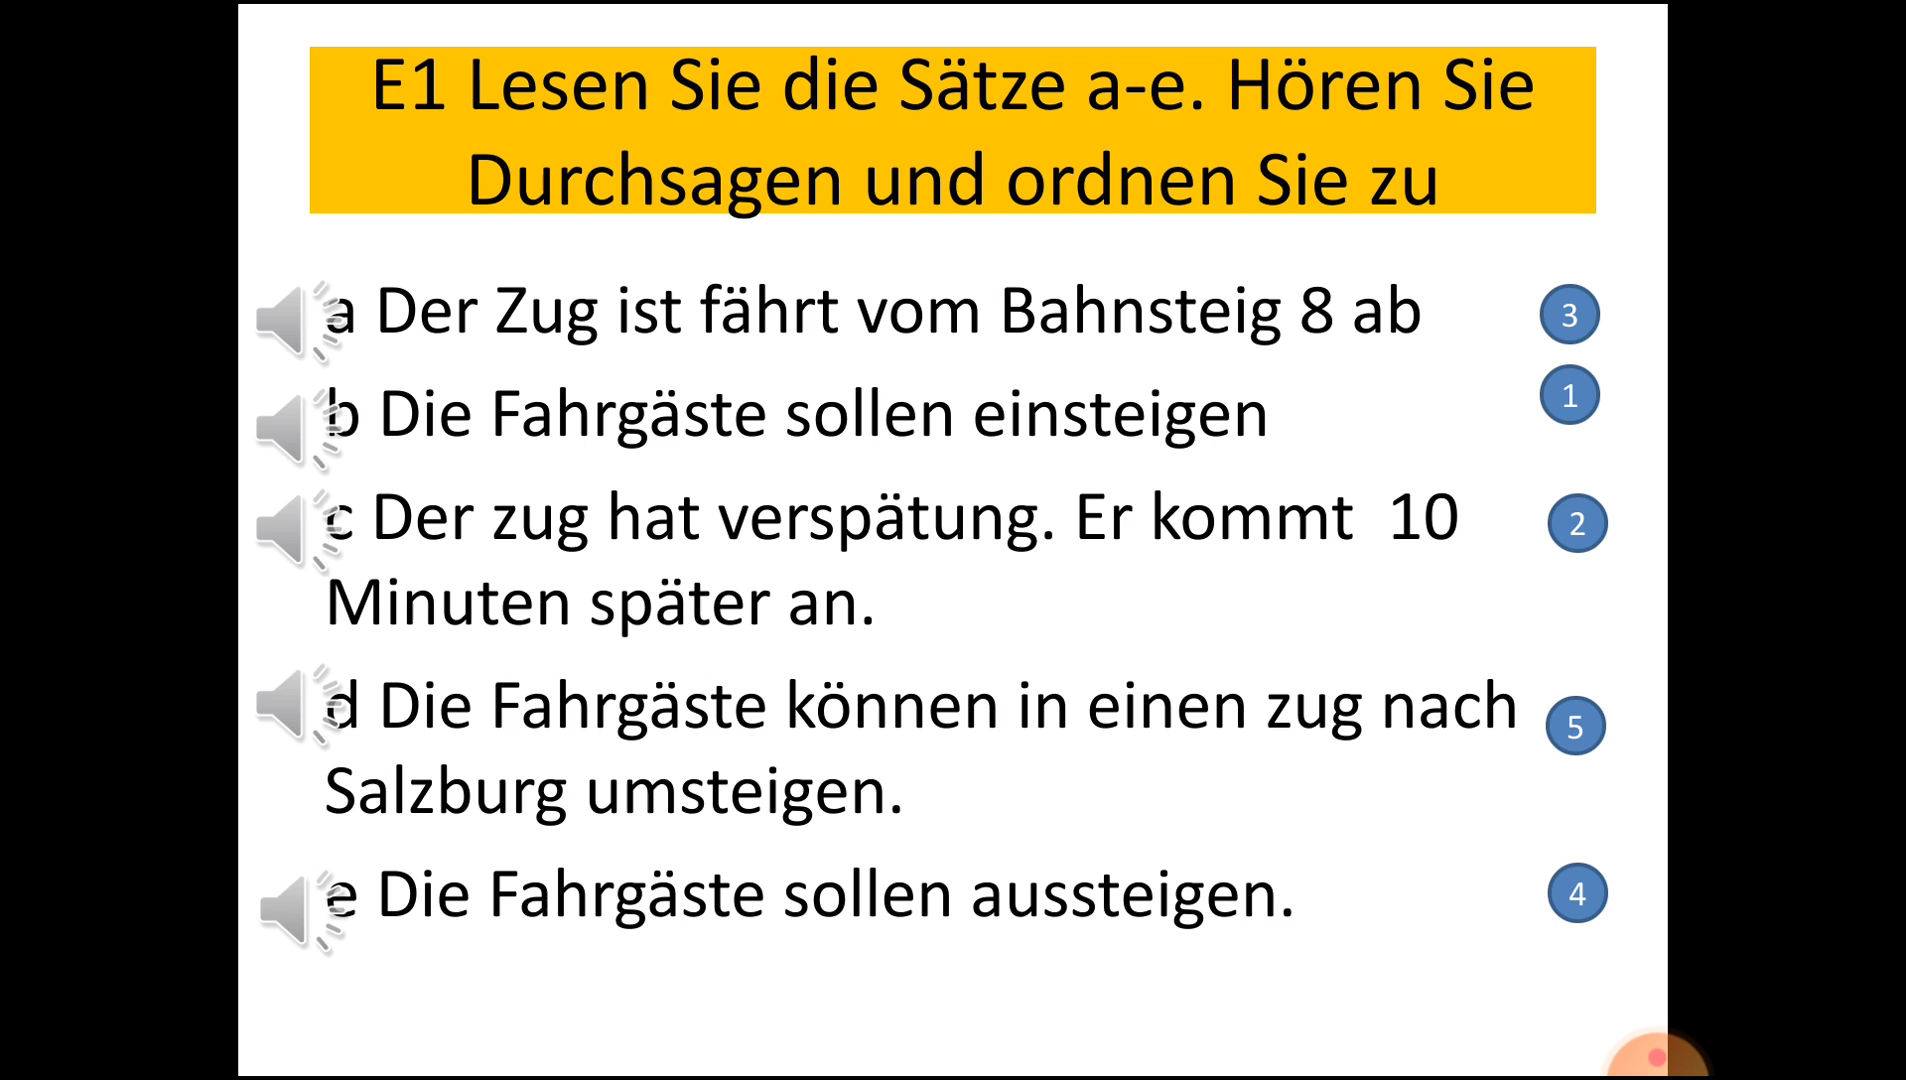 E1 Lesen Sie die Sätze a-e. Hören Sie
Durchsagen und ordnen Sie zu
a Der Zug ist fährt vom Bahnsteig 8 ab
3
b Die Fahrgäste sollen einsteigen
1
c Der zug hat verspätung. Er kommt 10
2
Minuten später an.
d Die Fahrgäste können in einen zug nach
5
Salzburg umsteigen.
e Die Fahrgäste sollen aussteigen.
4